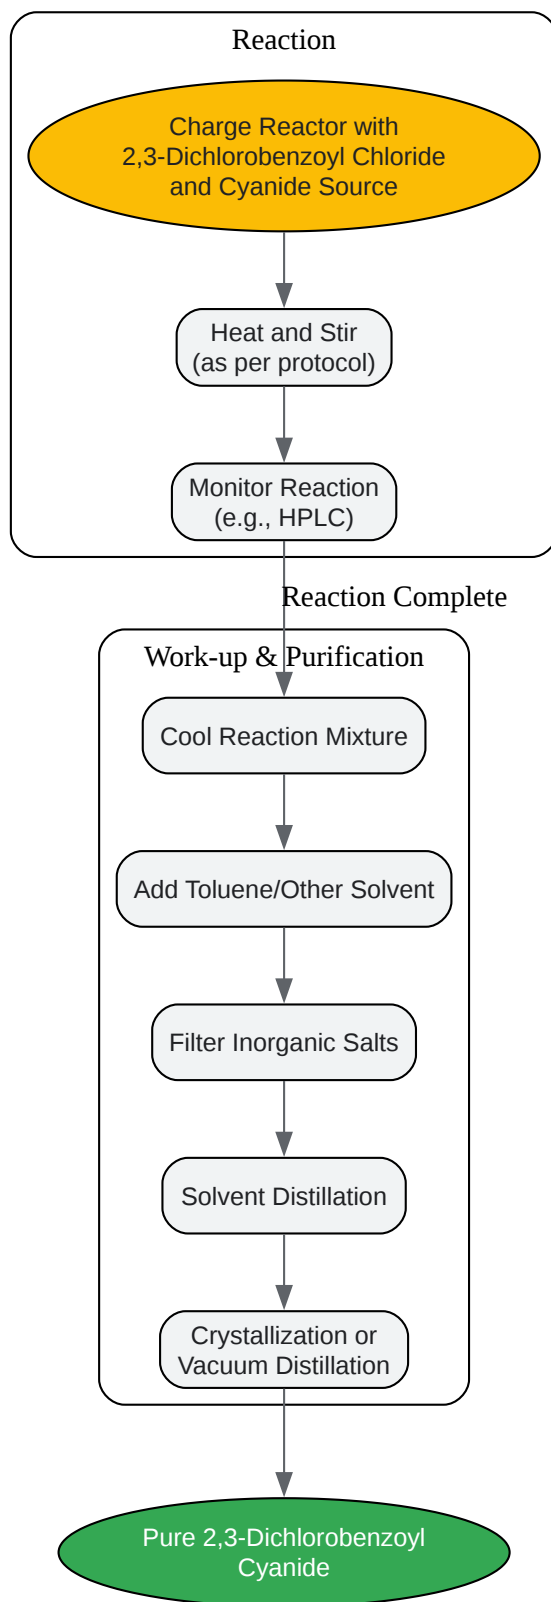 Reaction
Charge Reactor with
2,3-Dichlorobenzoyl Chloride
and Cyanide Source
Heat and Stir
(as per protocol)
Monitor Reaction
(e.g., HPLC)
Reaction Complete
Work-up & Purification
Cool Reaction Mixture
Add Toluene/Other Solvent
Filter Inorganic Salts
Solvent Distillation
Crystallization or
Vacuum Distillation
Pure 2,3-Dichlorobenzoyl
Cyanide